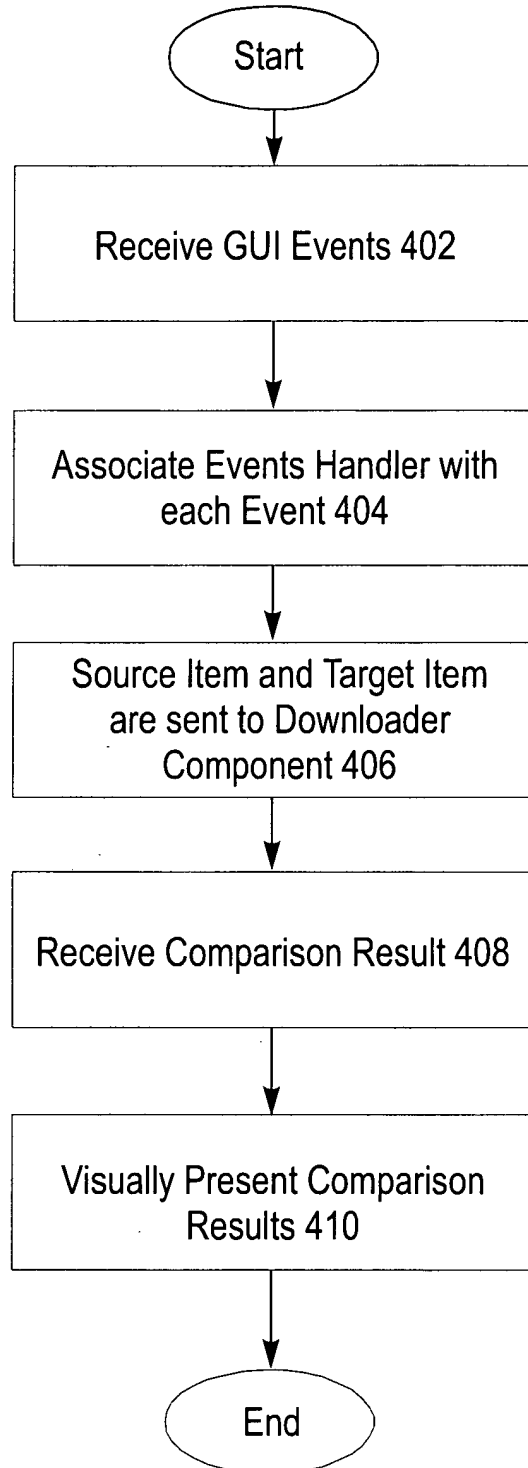 Start
Receive GUI Events 402
Associate Events Handler with
each Event 404
Source Item and Target Item
are sent to Downloader
Component 406
Receive Comparison Result 408
Visually Present Comparison
Results 410
End